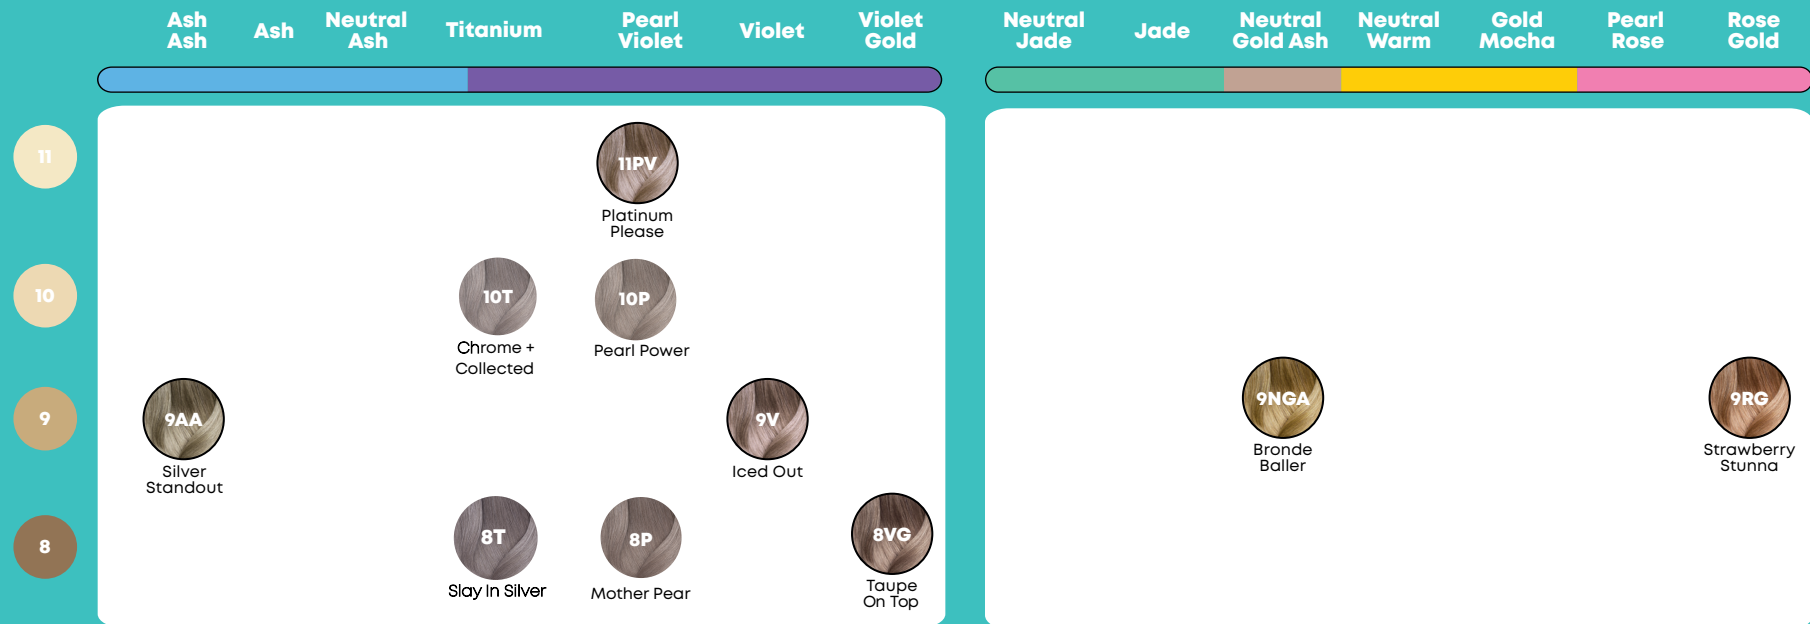 Ash
Ash
Ash
Neutral
Ash
Titanium
Pearl
Violet
Violet
Violet
Gold
Neutral
Jade
Jade
Neutral
Gold Ash
Neutral
Warm
Gold
Mocha
Pearl
Rose
Rose
Gold
11
11PV
Platinum
Please
10
10T
Chrome +
Collected
10P
Pearl Power
9
9AA
Silver
Standout
9V
Iced Out
9NGA
Bronde
Baller
9RG
Strawberry
Stunna
8
8T
Slay In Silver
8P
Mother Pear
8VG
Taupe
On Top